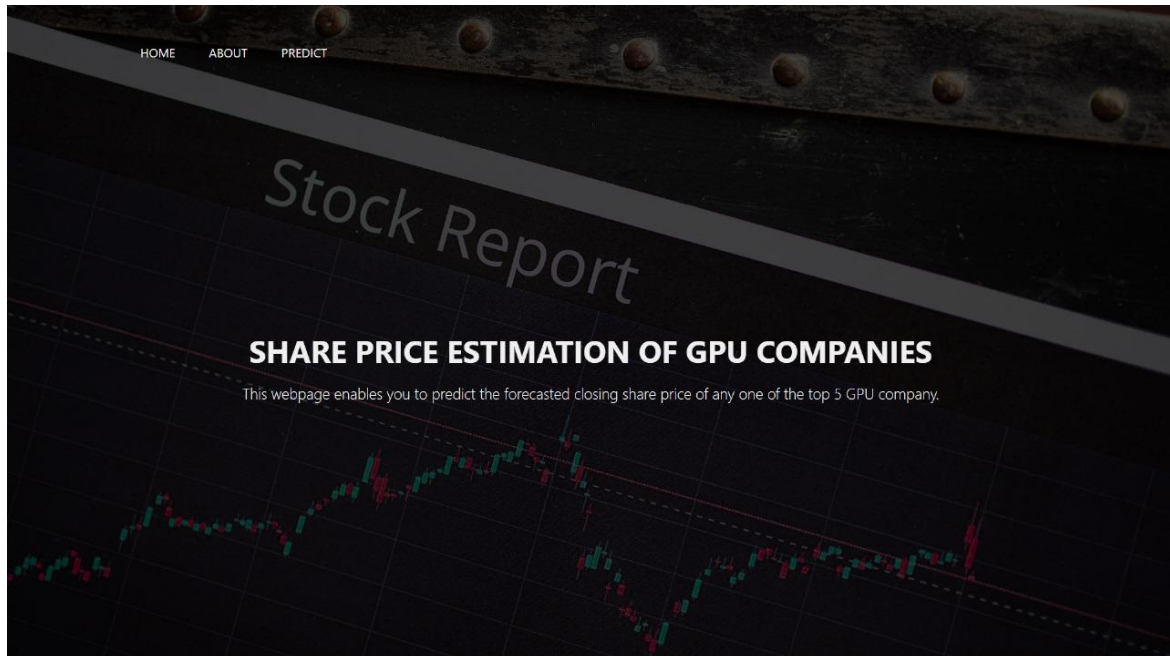 HOME ABOUT PREDICT
Stock Report
SHARE PRICE ESTIMATION OF GPU COMPANIES
This webpage enables you to predict the forecasted closing share price of any one of the top 5 GPU company.